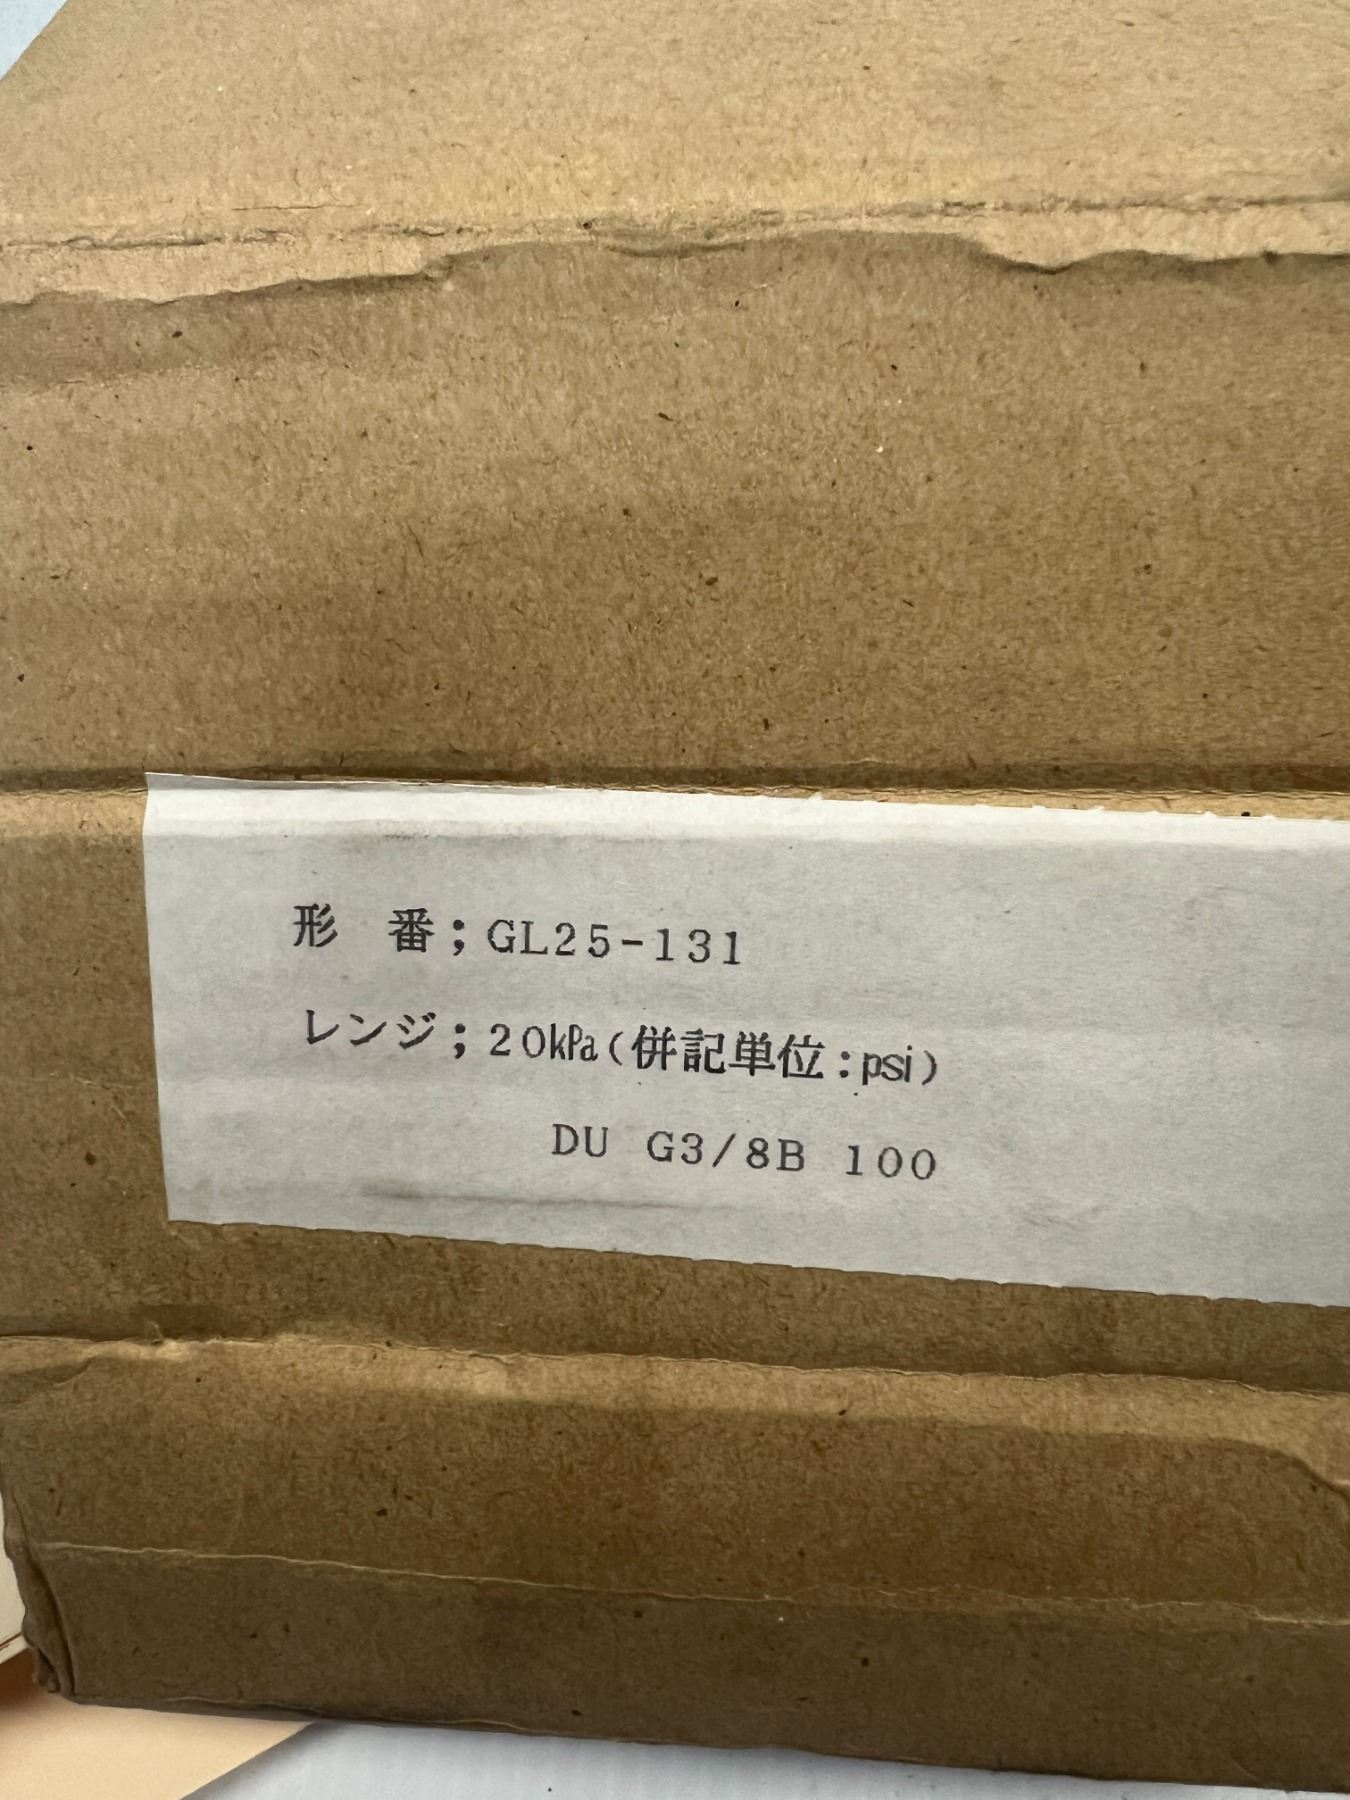 形　番；GL25-131
レンジ；20kPa(併記単位：psi)
DU G3/8B 100